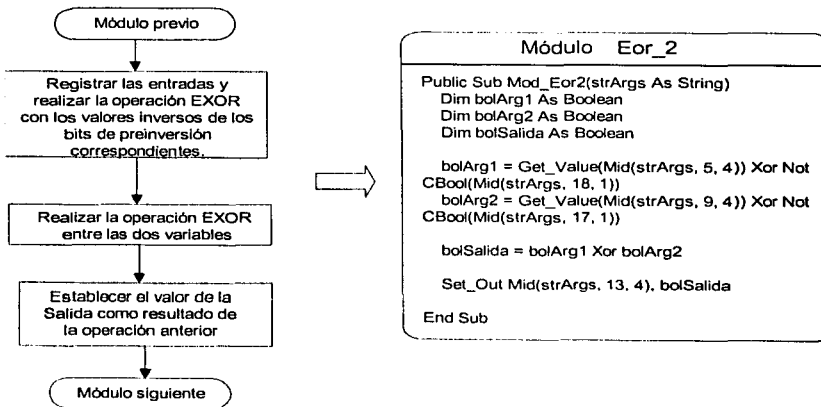 Módulo previo
Registrar las entradas y
realizar la operación EXOR
con los valores inversos de los
bits de preinversión
correspondientes.
Realizar la operación EXOR
entre las dos variables
Establecer el valor de la
Salida como resultado de
la operación anterior
Módulo siguiente
Módulo Eor_2
Public Sub Mod_Eor2(strArgs As String)
Dim bolArg1 As Boolean
Dim bolArg2 As Boolean
Dim bolSalida As Boolean
bolArg1 = Get_Value(Mid(strArgs, 5, 4)) Xor Not
CBool(Mid(strArgs, 18, 1))
bolArg2 = Get_Value(Mid(strArgs, 9, 4)) Xor Not
CBool(Mid(strArgs, 17, 1))
bolSalida = bolArg1 Xor bolArg2
Set_Out Mid(strArgs, 13, 4), bolSalida
End Sub